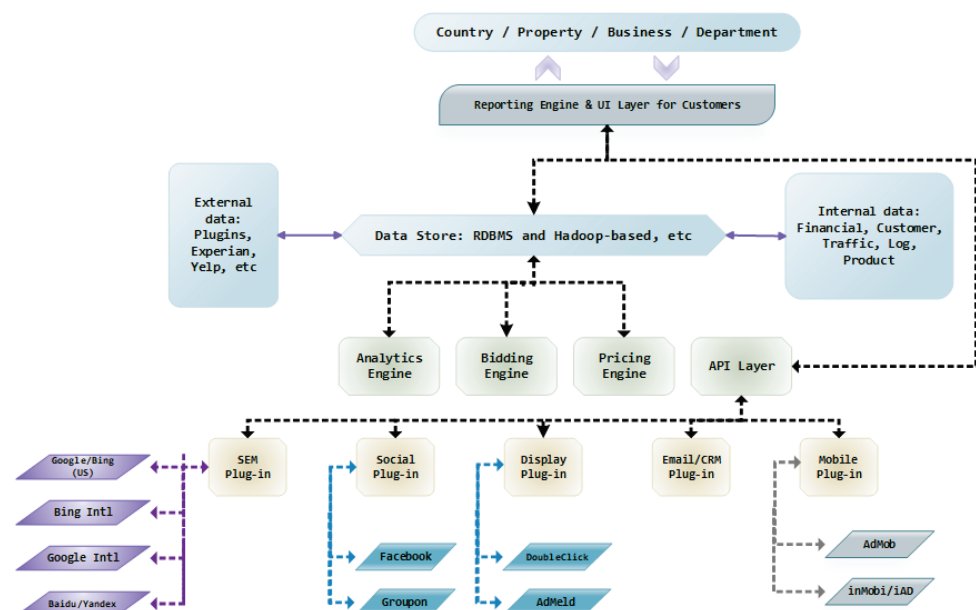 Country / Property / Business / Department
Reporting Engine & UI Layer for Customers
External
data:
Plugins,
Experian,
Yelp, etc
Data Store: RDBMS and Hadoop-based, etc
Internal data:
Financial, Customer,
Traffic, Log,
Product
Analytics
Engine
Bidding
Engine
Pricing
Engine
API Layer
SEM
Plug-in
Social
Plug-in
Display
Plug-in
Email/CRM
Plug-in
Mobile
Plug-in
Google/Bing
(US)
Bing Intl
Google Intl
Baidu/Yandex
Facebook
Groupon
DoubleClick
AdMeld
AdMob
inMobi/iAD